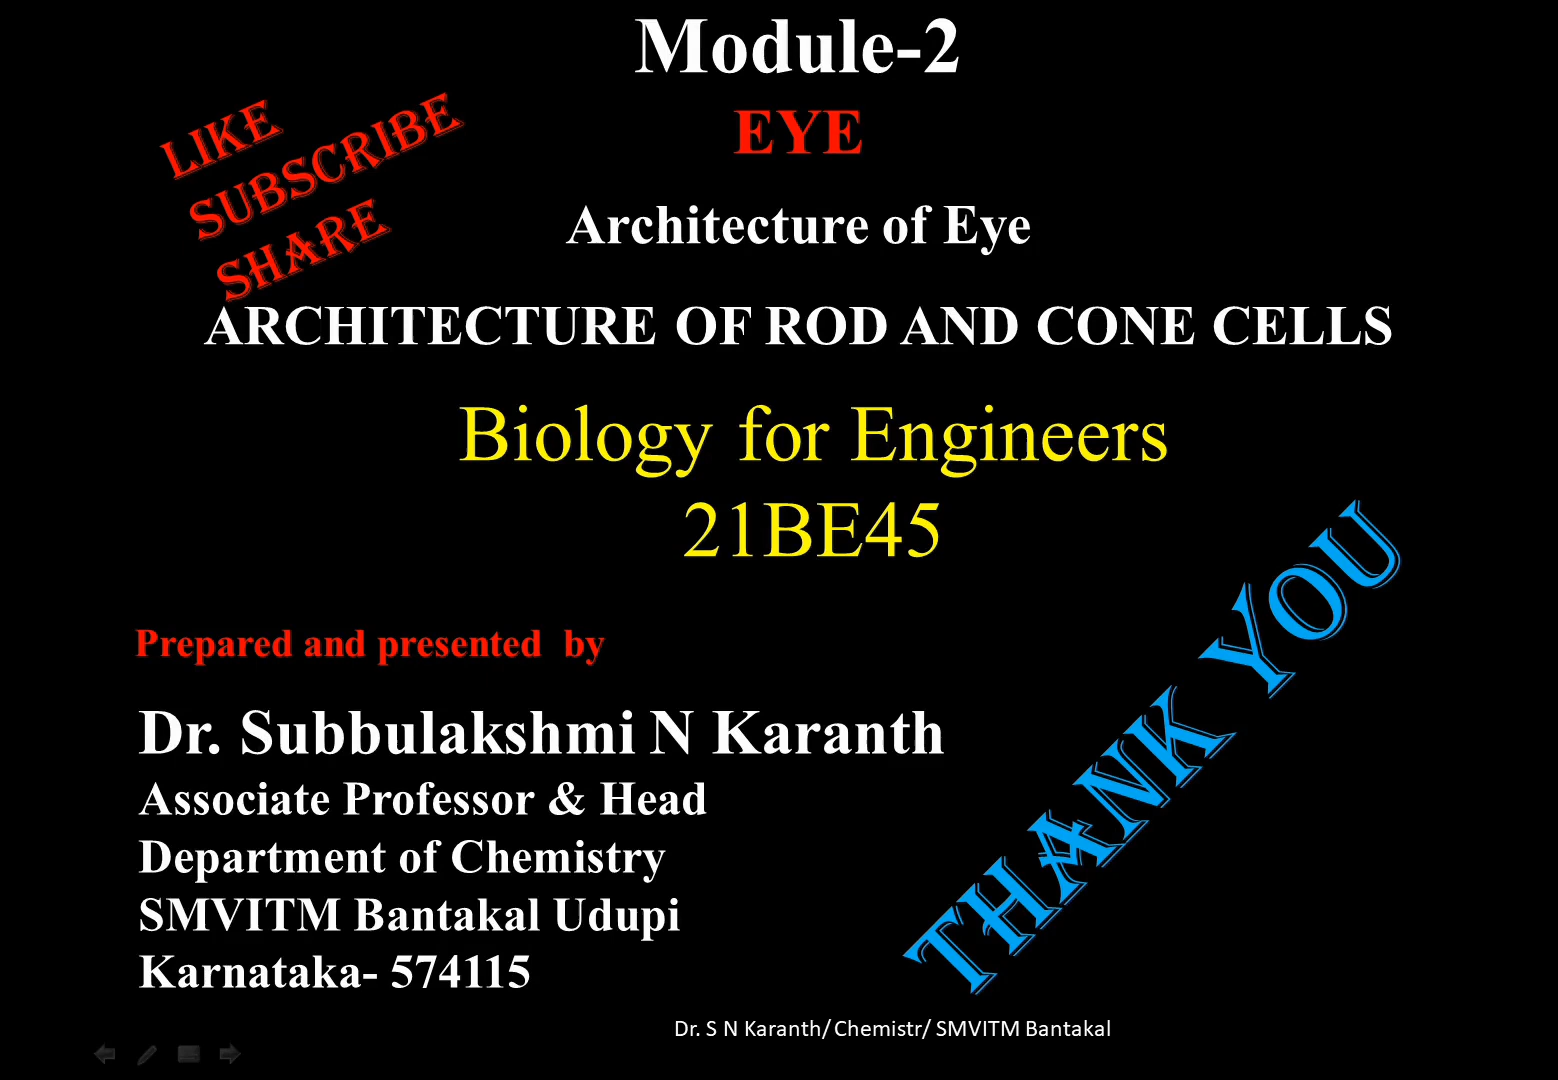 Module-2
EYE
LIKE
SUBSCRIBE
SHARE
Architecture of Eye
ARCHITECTURE OF ROD AND CONE CELLS
Biology for Engineers
21BE45
Prepared and presented by
Dr. Subbulakshmi N Karanth
Associate Professor & Head
Department of Chemistry
SMVITM Bantakal Udupi
Karnataka- 574115
THANK YOU
Dr. S N Karanth/ Chemistr/ SMVITM Bantakal